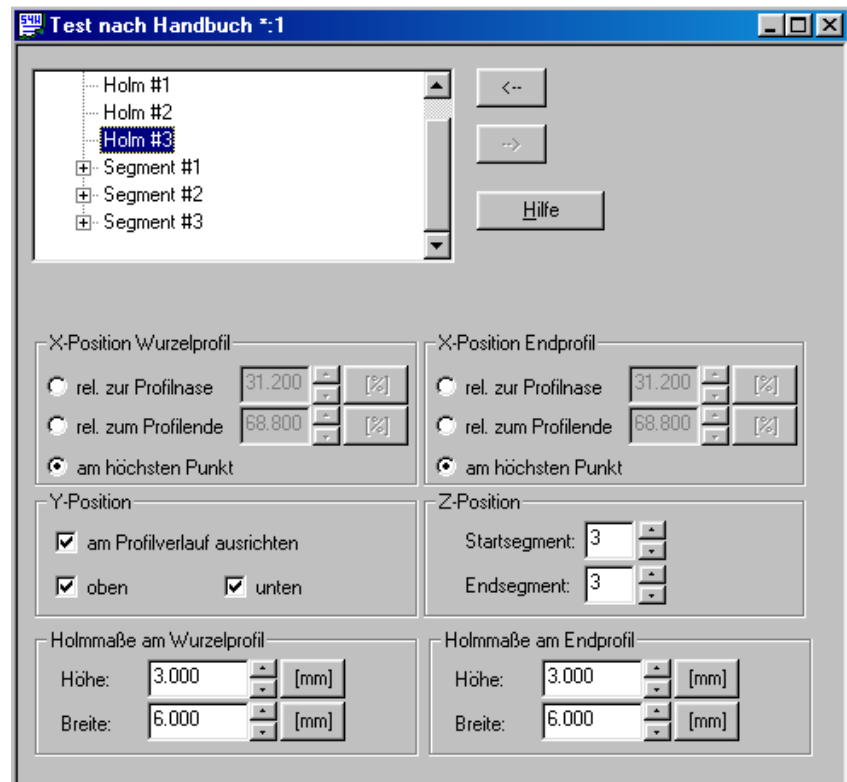 Test nach Handbuch *:1
Holm #1
Holm #2
Holm #3
Segment #1
Segment #2
Segment #3
<--
-->
Hilfe
X-Position Wurzelprofil
rel. zur Profilnase 31.200 [%]
rel. zum Profilende 68.800 [%]
am höchsten Punkt
X-Position Endprofil
rel. zur Profilnase 31.200 [%]
rel. zum Profilende 68.800 [%]
am höchsten Punkt
Y-Position
am Profilverlauf ausrichten
oben unten
Z-Position
Startsegment: 3
Endsegment: 3
Holmmaße am Wurzelprofil
Höhe: 3.000 [mm]
Breite: 6.000 [mm]
Holmmaße am Endprofil
Höhe: 3.000 [mm]
Breite: 6.000 [mm]